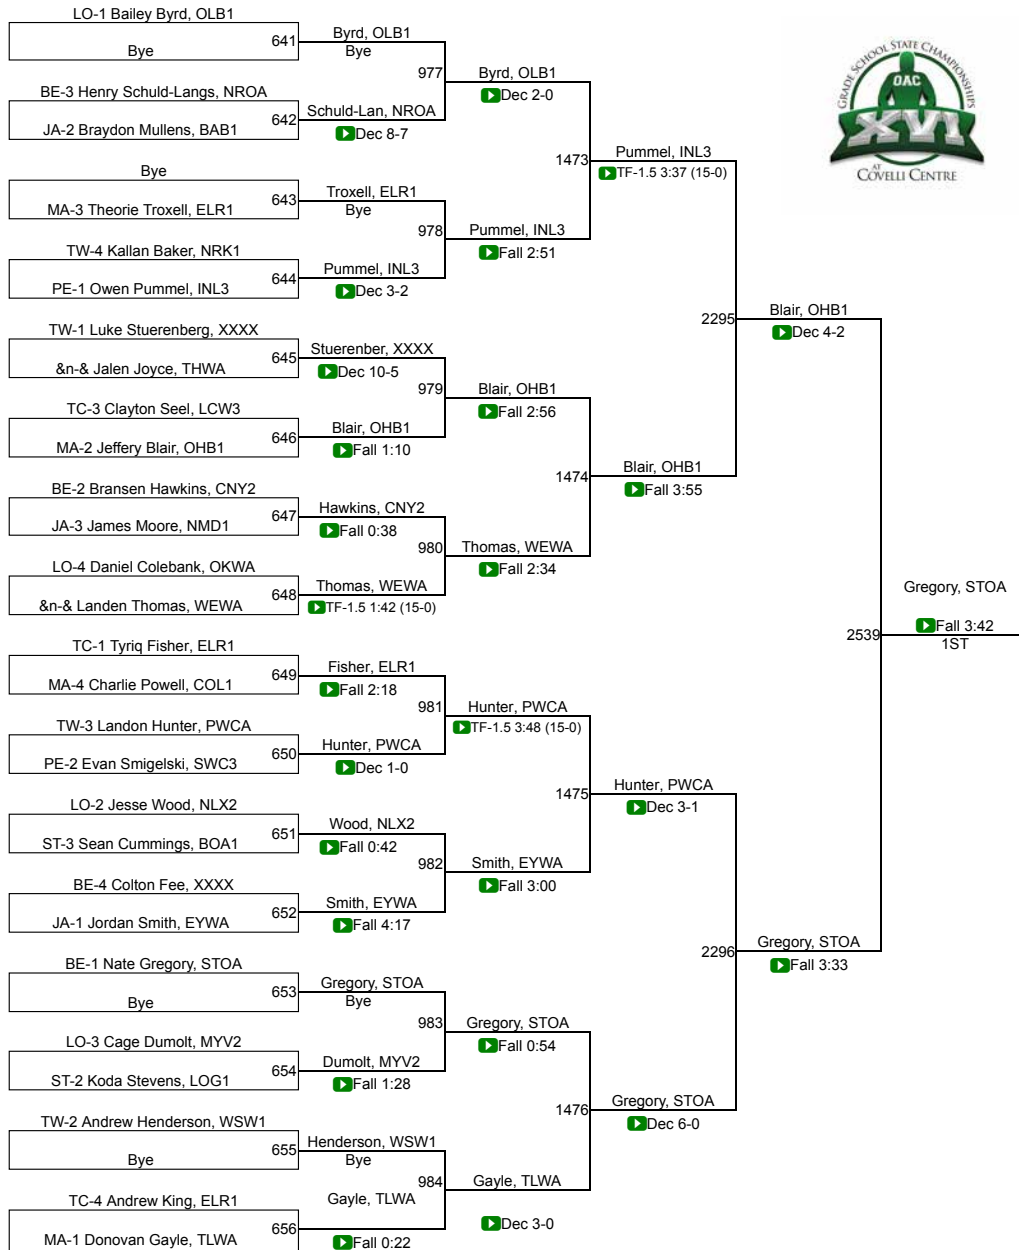 LO-1 Bailey Byrd, OLB1
641
Bye
BE-3 Henry Schuld-Langs, NROA
642
JA-2 Braydon Mullens, BAB1
Bye
643
MA-3 Theorie Troxell, ELR1
TW-4 Kallan Baker, NRK1
644
PE-1 Owen Pummel, INL3
TW-1 Luke Stuerenberg, XXXX
645
&n-& Jalen Joyce, THWA
TC-3 Clayton Seel, LCW3
646
MA-2 Jeffery Blair, OHB1
BE-2 Bransen Hawkins, CNY2
647
JA-3 James Moore, NMD1
LO-4 Daniel Colebank, OKWA
648
&n-& Landen Thomas, WEWA
TC-1 Tyriq Fisher, ELR1
649
MA-4 Charlie Powell, COL1
TW-3 Landon Hunter, PWCA
650
PE-2 Evan Smigelski, SWC3
LO-2 Jesse Wood, NLX2
651
ST-3 Sean Cummings, BOA1
BE-4 Colton Fee, XXXX
652
JA-1 Jordan Smith, EYWA
BE-1 Nate Gregory, STOA
653
Bye
LO-3 Cage Dumolt, MYV2
654
ST-2 Koda Stevens, LOG1
TW-2 Andrew Henderson, WSW1
655
Bye
TC-4 Andrew King, ELR1
656
MA-1 Donovan Gayle, TLWA
Byrd, OLB1
Bye
977
Schuld-Lan, NROA
Dec 8-7
Troxell, ELR1
Bye
978
Pummel, INL3
Dec 3-2
Stuerenber, XXXX
Dec 10-5
979
Blair, OHB1
Fall 1:10
Hawkins, CNY2
Fall 0:38
980
Thomas, WEWA
TF-1.5 1:42 (15-0)
Fisher, ELR1
Fall 2:18
981
Hunter, PWCA
Dec 1-0
Wood, NLX2
Fall 0:42
982
Smith, EYWA
Fall 4:17
Gregory, STOA
Bye
983
Dumolt, MYV2
Fall 1:28
Henderson, WSW1
Bye
984
Gayle, TLWA
Fall 0:22
Byrd, OLB1
Dec 2-0
1473
Pummel, INL3
Fall 2:51
Blair, OHB1
Fall 2:56
1474
Thomas, WEWA
Fall 2:34
Hunter, PWCA
TF-1.5 3:48 (15-0)
1475
Smith, EYWA
Fall 3:00
Gregory, STOA
Fall 0:54
1476
Gayle, TLWA
Dec 3-0
Pummel, INL3
TF-1.5 3:37 (15-0)
2295
Blair, OHB1
Fall 3:55
Hunter, PWCA
Dec 3-1
2296
Gregory, STOA
Dec 6-0
Blair, OHB1
Dec 4-2
2539
Gregory, STOA
Fall 3:33
Gregory, STOA
Fall 3:42
1ST
GRADE SCHOOL STATE CHAMPIONSHIPS
OAC
XVI
AT
COVELLI CENTRE